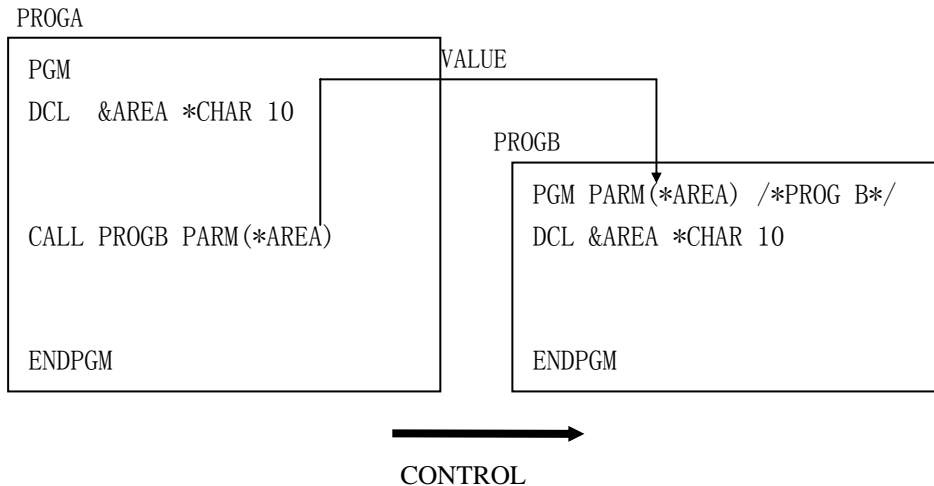 PROGA
PGM
DCL &AREA *CHAR 10
CALL PROGB PARM(*AREA)
ENDPGM
VALUE
PROGB
PGM PARM(*AREA) /*PROG B*/
DCL &AREA *CHAR 10
ENDPGM
CONTROL